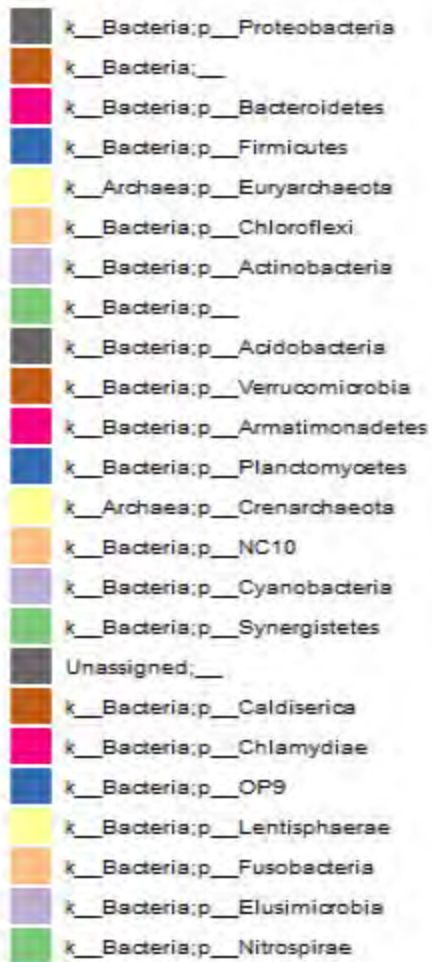 k__Bacteria;p__Proteobacteria
k__Bacteria;__
k__Bacteria;p__Bacteroidetes
k__Bacteria;p__Firmicutes
k__Archaea;p__Euryarchaeota
k__Bacteria;p__Chloroflexi
k__Bacteria;p__Actinobacteria
k__Bacteria;p__
k__Bacteria;p__Acidobacteria
k__Bacteria;p__Verrucomicrobia
k__Bacteria;p__Armatimonadetes
k__Bacteria;p__Planctomycetes
k__Archaea;p__Crenarchaeota
k__Bacteria;p__NC10
k__Bacteria;p__Cyanobacteria
k__Bacteria;p__Synergistetes
Unassigned;__
k__Bacteria;p__Caldiserica
k__Bacteria;p__Chlamydiae
k__Bacteria;p__OP9
k__Bacteria;p__Lentisphaerae
k__Bacteria;p__Fusobacteria
k__Bacteria;p__Elusimicrobia
k__Bacteria;p__Nitrospirae